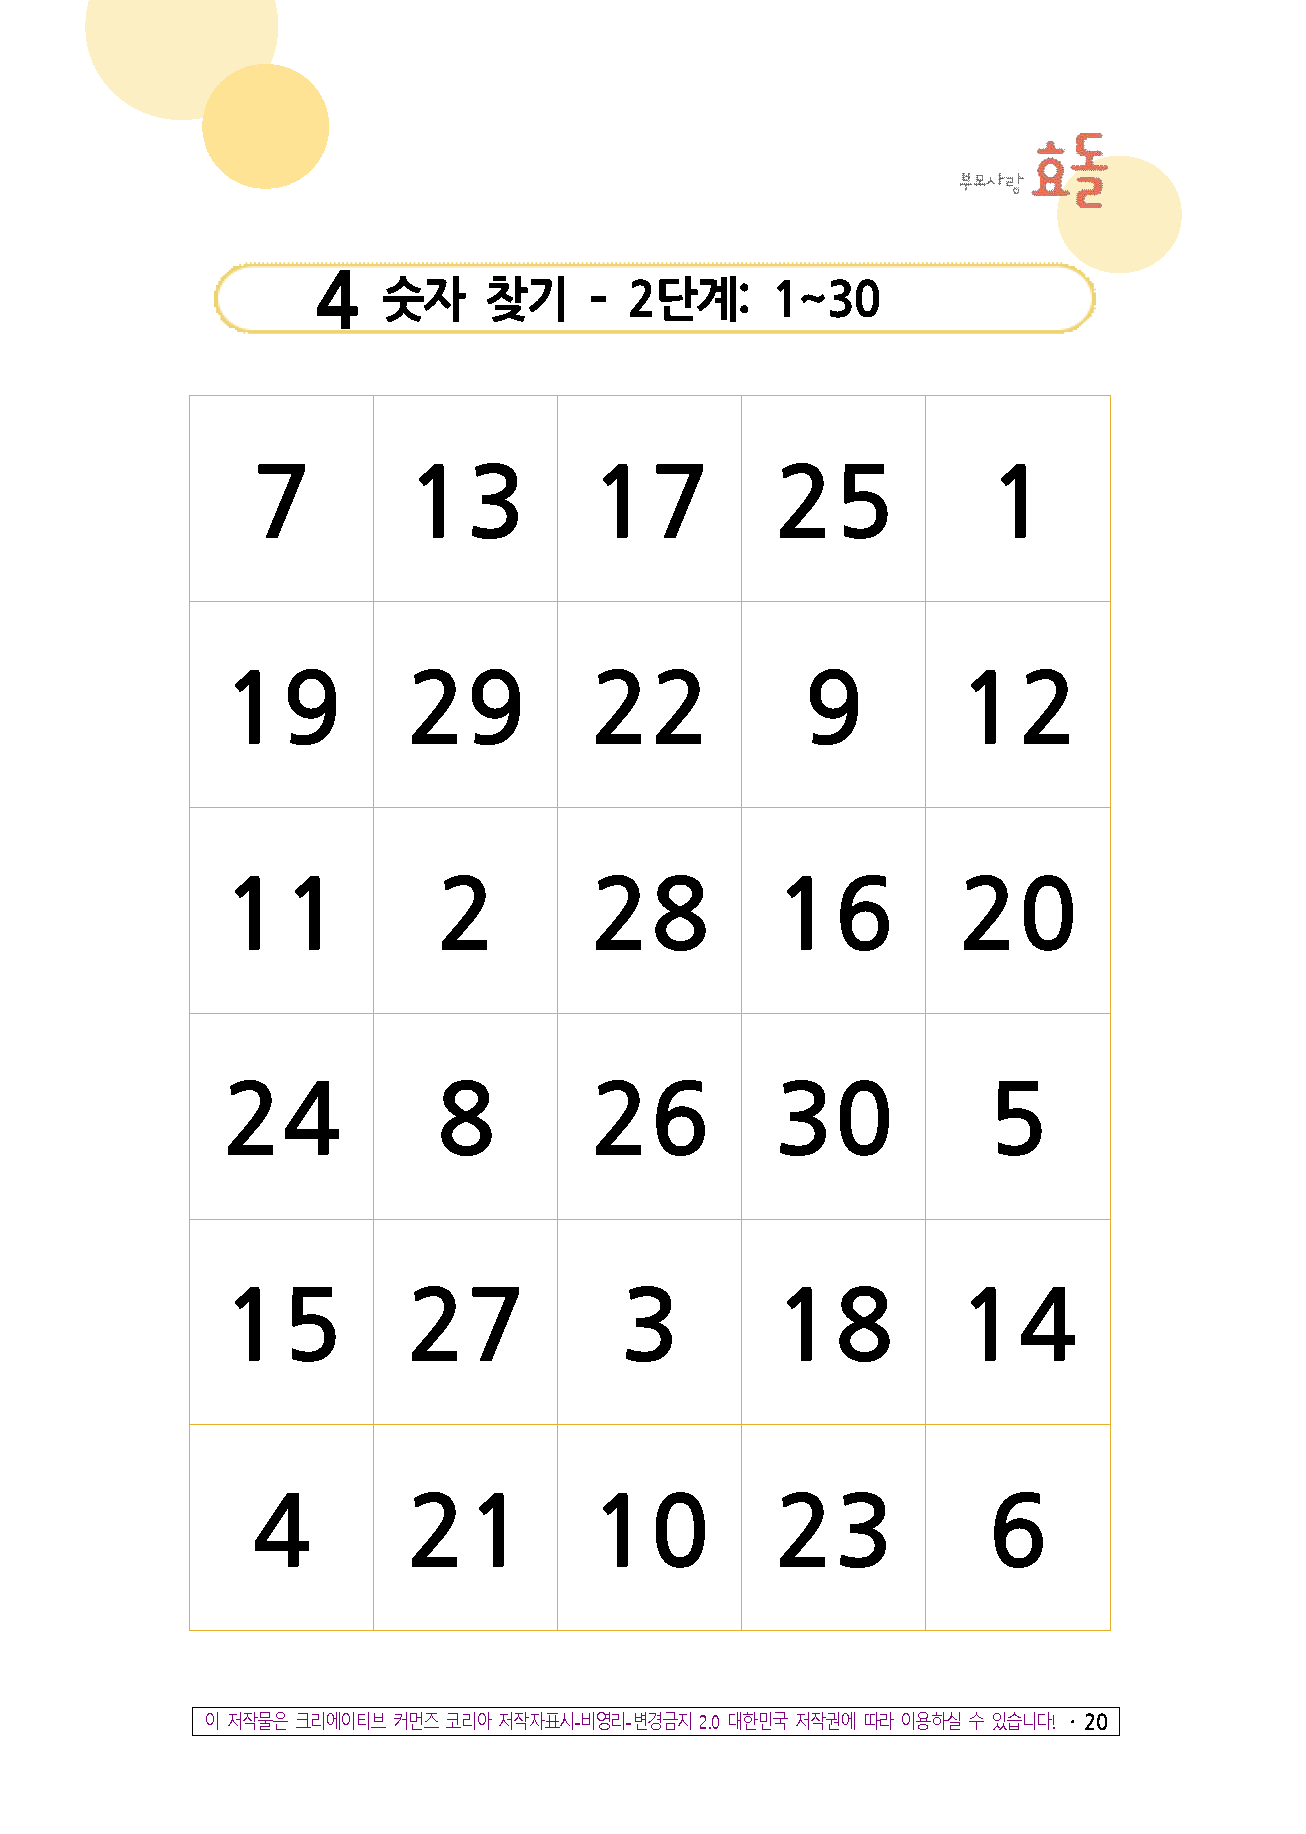 부모사랑 효돌
4 숫자 찾기 - 2단계: 1~30
7 13 17 25 1
19 29 22 9 12
11 2 28 16 20
24 8 26 30 5
15 27 3 18 14
4 21 10 23 6
이 저작물은 크리에이티브 커먼즈 코리아 저작자표시-비영리-변경금지 2.0 대한민국 저작권에 따라 이용하실 수 있습니다! · 20